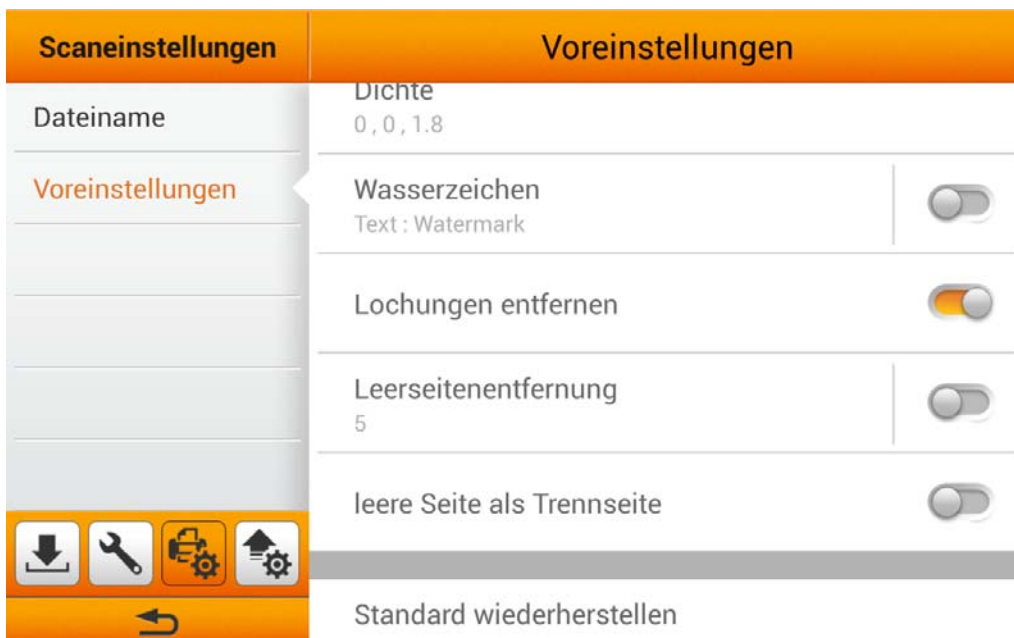 Scaneinstellungen
Voreinstellungen
Dateiname
Voreinstellungen
Dichte
0 , 0 , 1.8
Wasserzeichen
Text : Watermark
Lochungen entfernen
Leerseitenentfernung
5
leere Seite als Trennseite
Standard wiederherstellen